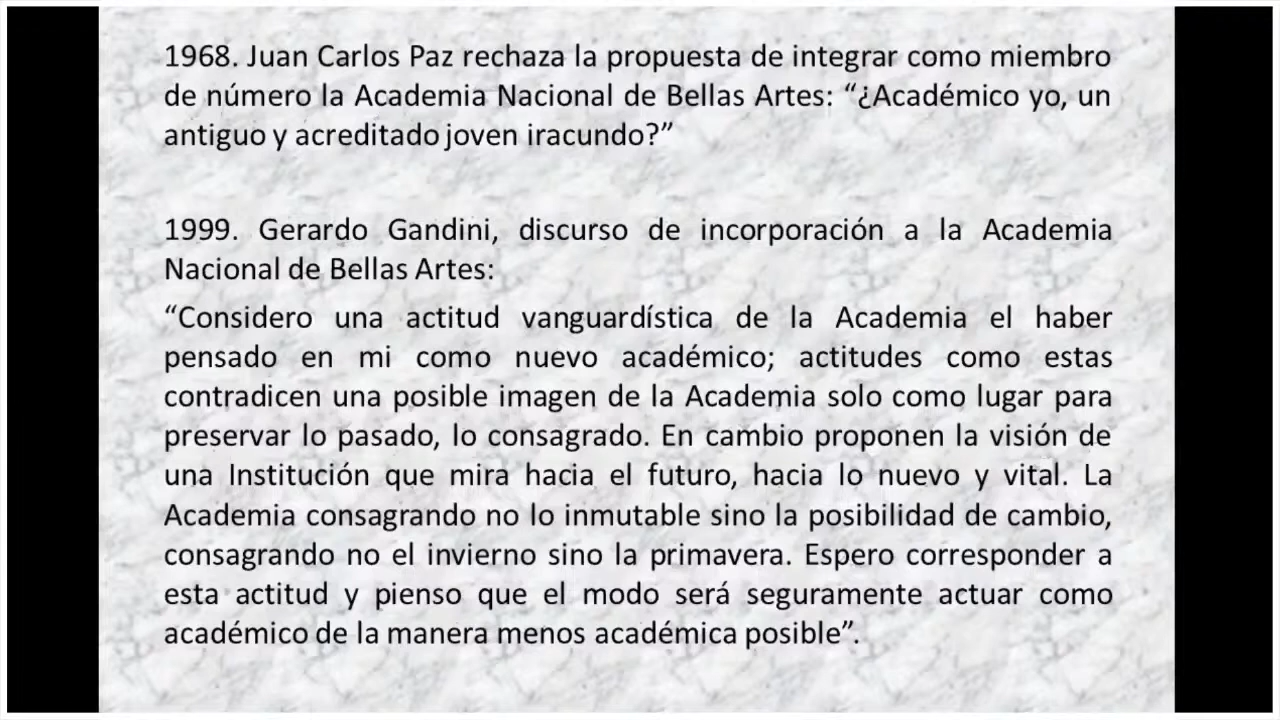 1968. Juan Carlos Paz rechaza la propuesta de integrar como miembro
de número la Academia Nacional de Bellas Artes: “¿Académico yo, un
antiguo y acreditado joven iracundo?”
1999. Gerardo Gandini, discurso de incorporación a la Academia
Nacional de Bellas Artes:
“Considero una actitud vanguardística de la Academia el haber
pensado en mi como nuevo académico; actitudes como estas
contradicen una posible imagen de la Academia solo como lugar para
preservar lo pasado, lo consagrado. En cambio proponen la visión de
una Institución que mira hacia el futuro, hacia lo nuevo y vital. La
Academia consagrando no lo inmutable sino la posibilidad de cambio,
consagrando no el invierno sino la primavera. Espero corresponder a
esta actitud y pienso que el modo será seguramente actuar como
académico de la manera menos académica posible”.